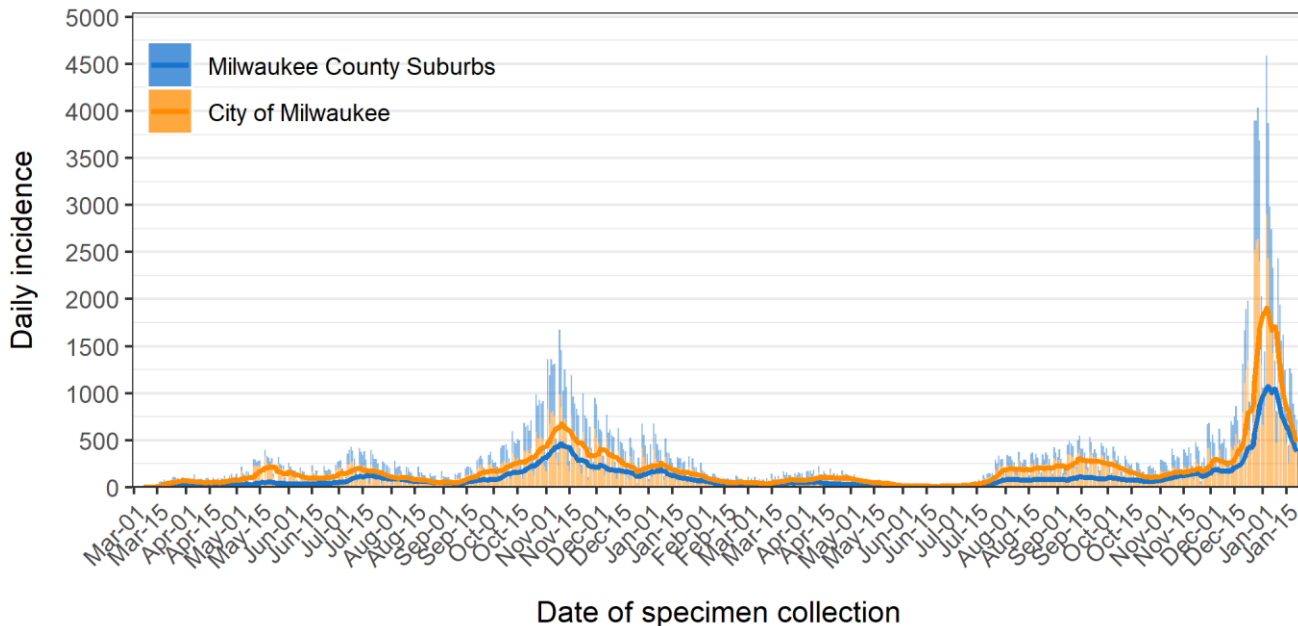 5000
4500
4000
3500
3000
2500
2000
1500
1000
500
0
Daily incidence
Milwaukee County Suburbs
City of Milwaukee
Mar-01
Mar-15
Apr-01
Apr-15
May-01
May-15
Jun-01
Jun-15
Jul-01
Jul-15
Aug-01
Aug-15
Sep-01
Sep-15
Oct-01
Oct-15
Nov-01
Nov-15
Dec-01
Dec-15
Jan-01
Jan-15
Feb-01
Feb-15
Mar-01
Mar-15
Apr-01
Apr-15
May-01
May-15
Jun-01
Jun-15
Jul-01
Jul-15
Aug-01
Aug-15
Sep-01
Sep-15
Oct-01
Oct-15
Nov-01
Nov-15
Dec-01
Dec-15
Jan-01
Jan-15
Date of specimen collection